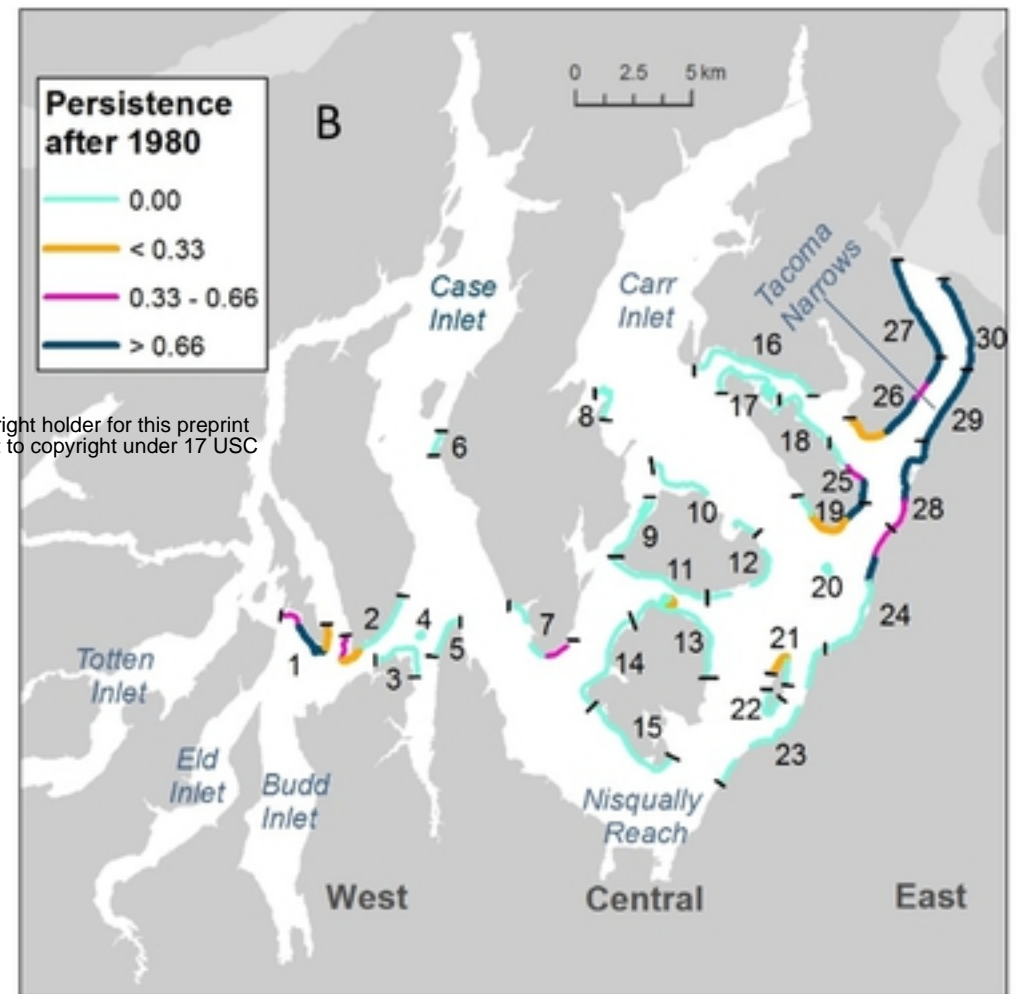 Persistence
after 1980
0.00
< 0.33
0.33 - 0.66
> 0.66
B
0 2.5 5 km
Case
Inlet
Carr
Inlet
Tacoma
Narrows
right holder for this preprint
t to copyright under 17 USC
27
30
16
26
17
8
29
18
6
25
28
19
10
9
12
11
20
24
2
4
7
13
21
1
5
14
3
Totten
Inlet
22
15
23
Eld
Inlet
Budd
Inlet
Nisqually
Reach
West
Central
East